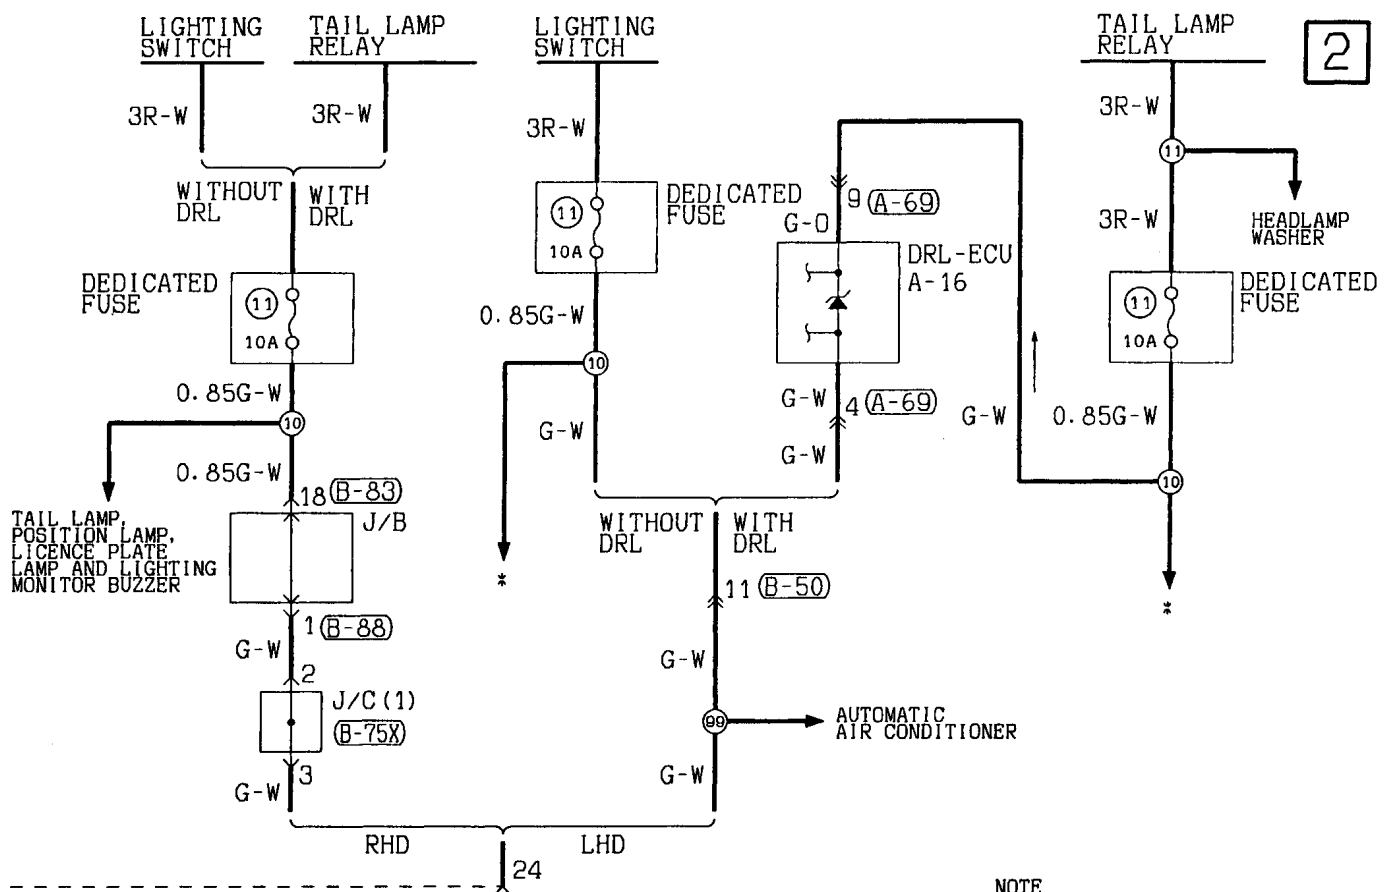 LIGHTING
SWITCH
TAIL LAMP
RELAY
LIGHTING
SWITCH
TAIL LAMP
RELAY
2
3R-W
3R-W
3R-W
3R-W
11
WITHOUT
DRL
WITH
DRL
11
10A
DEDICATED
FUSE
9
A-69
G-O
HEADLAMP
WASHER
3R-W
DRL-ECU
A-16
DEDICATED
FUSE
11
10A
0.85G-W
10
11
10A
DEDICATED
FUSE
0.85G-W
10
G-W
G-W
4
A-69
G-W
G-W
0.85G-W
10
0.85G-W
18
B-83
J/B
TAIL LAMP,
POSITION LAMP,
LICENCE PLATE
LAMP AND LIGHTING
MONITOR BUZZER
*
WITHOUT
DRL
WITH
DRL
*
11
B-50
1
B-88
G-W
2
G-W
J/C(1)
B-75X
99
AUTOMATIC
AIR CONDITIONER
3
G-W
G-W
RHD
LHD
24
NOTE